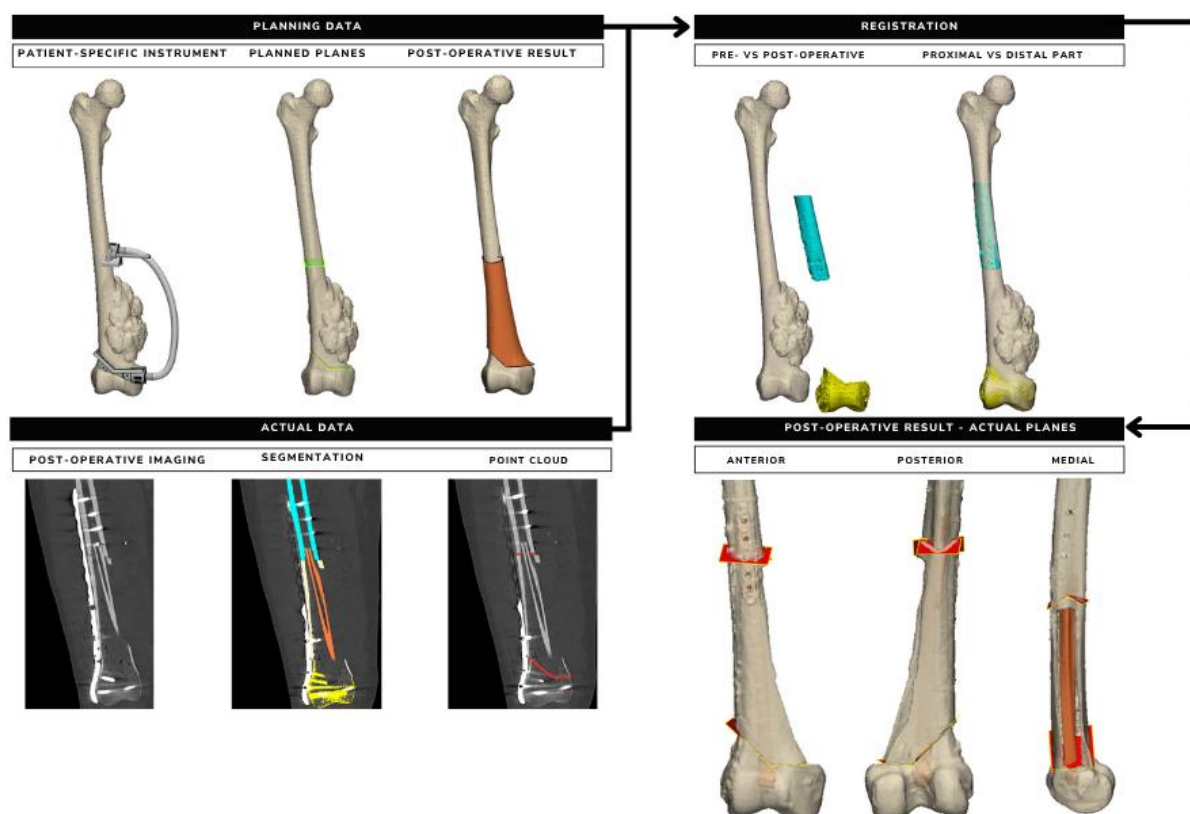 PLANNING DATA
PATIENT-SPECIFIC INSTRUMENT
PLANNED PLANES
POST-OPERATIVE RESULT
REGISTRATION
PRE- VS POST-OPERATIVE
PROXIMAL VS DISTAL PART
ACTUAL DATA
POST-OPERATIVE IMAGING
SEGMENTATION
POINT CLOUD
POST-OPERATIVE RESULT - ACTUAL PLANES
ANTERIOR
POSTERIOR
MEDIAL